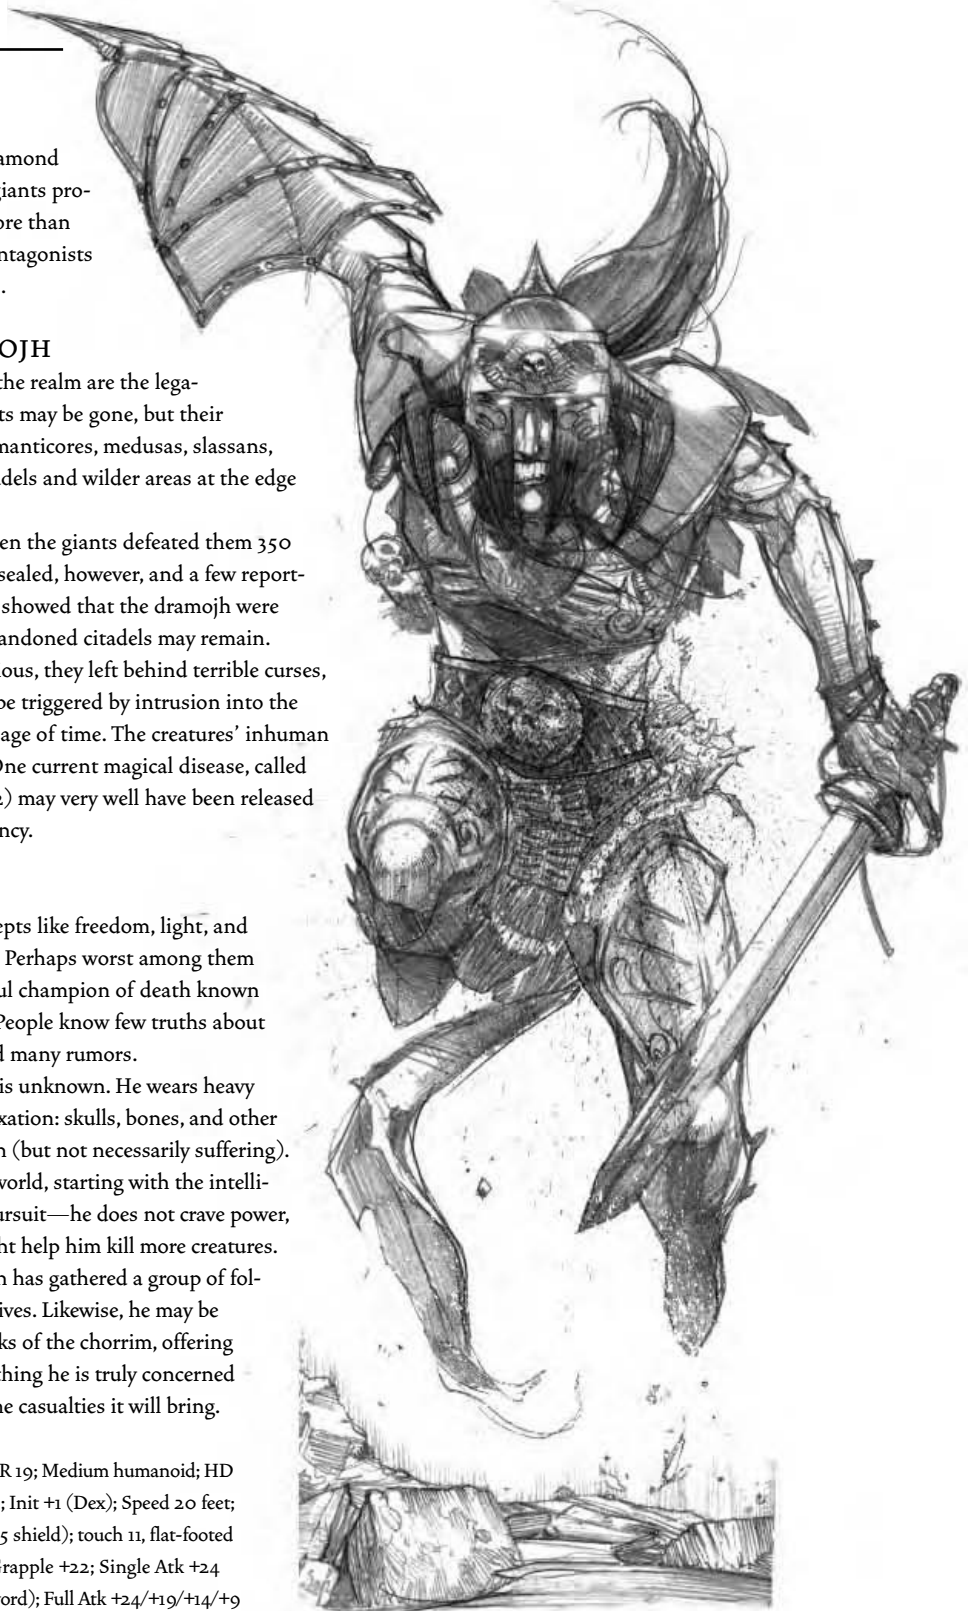 amond
giants pro-
ore than
ntagonists
.
OJH
the realm are the lega-
ts may be gone, but their
manticores, medusas, slassans,
dels and wilder areas at the edge
en the giants defeated them 350
sealed, however, and a few report-
showed that the dramojh were
andoned citadels may remain.
ious, they left behind terrible curses,
be triggered by intrusion into the
age of time. The creatures’ inhuman
One current magical disease, called
2) may very well have been released
ncy.
epts like freedom, light, and
Perhaps worst among them
ul champion of death known
People know few truths about
d many rumors.
is unknown. He wears heavy
xation: skulls, bones, and other
n (but not necessarily suffering).
world, starting with the intelli-
ursuit—he does not crave power,
ht help him kill more creatures.
n has gathered a group of fol-
ives. Likewise, he may be
ks of the chorrim, offering
thing he is truly concerned
he casualties it will bring.
R 19; Medium humanoid; HD
; Init +1 (Dex); Speed 20 feet;
5 shield); touch 11, flat-footed
Grapple +22; Single Atk +24
ord); Full Atk +24/+19/+14/+9